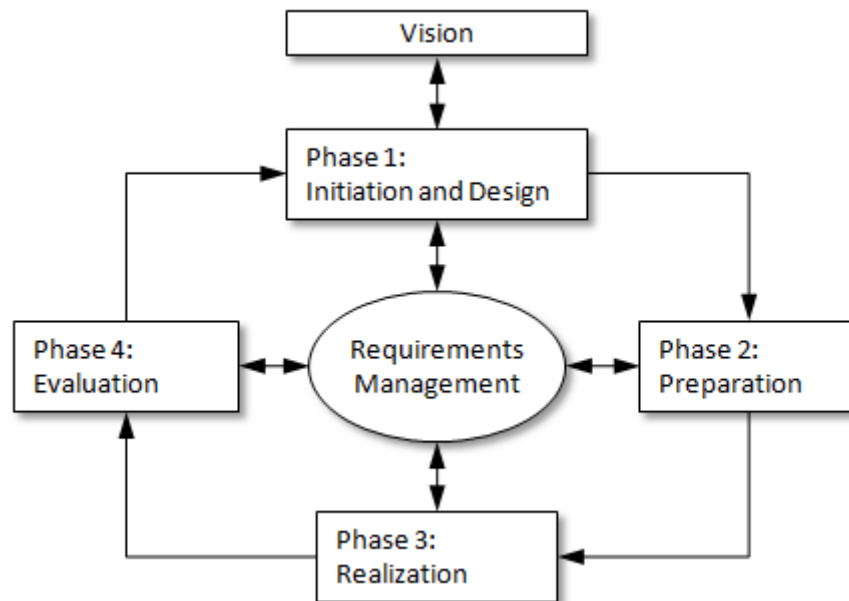 Vision
Phase 1:
Initiation and Design
Phase 4:
Evaluation
Requirements
Management
Phase 2:
Preparation
Phase 3:
Realization